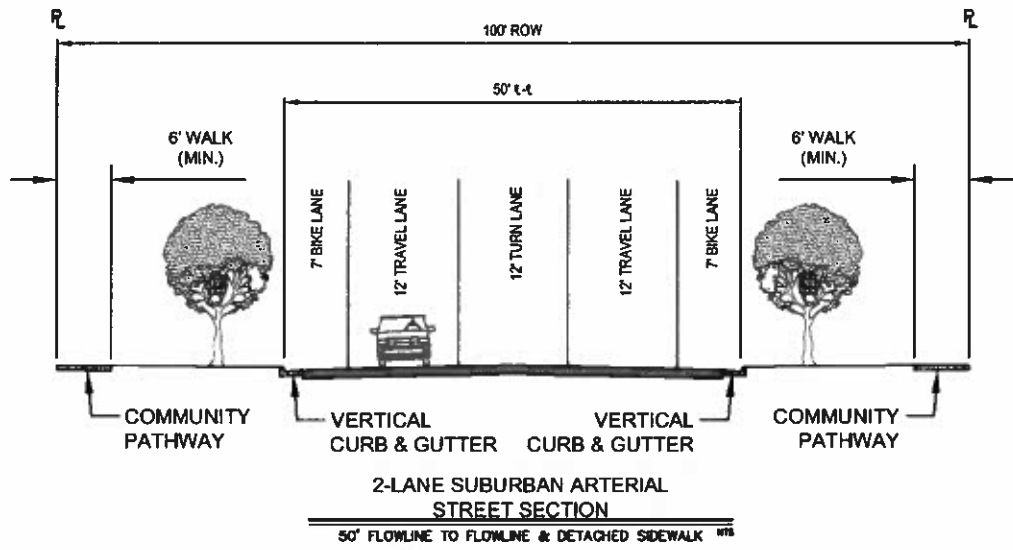 PL PL
100' ROW
50' ℄-℄
6' WALK
(MIN.)
6' WALK
(MIN.)
7' BIKE LANE
12' TRAVEL LANE
12' TURN LANE
12' TRAVEL LANE
7' BIKE LANE
COMMUNITY
PATHWAY
VERTICAL
CURB & GUTTER
VERTICAL
CURB & GUTTER
COMMUNITY
PATHWAY
2-LANE SUBURBAN ARTERIAL
STREET SECTION
50' FLOWLINE TO FLOWLINE & DETACHED SIDEWALK NTS